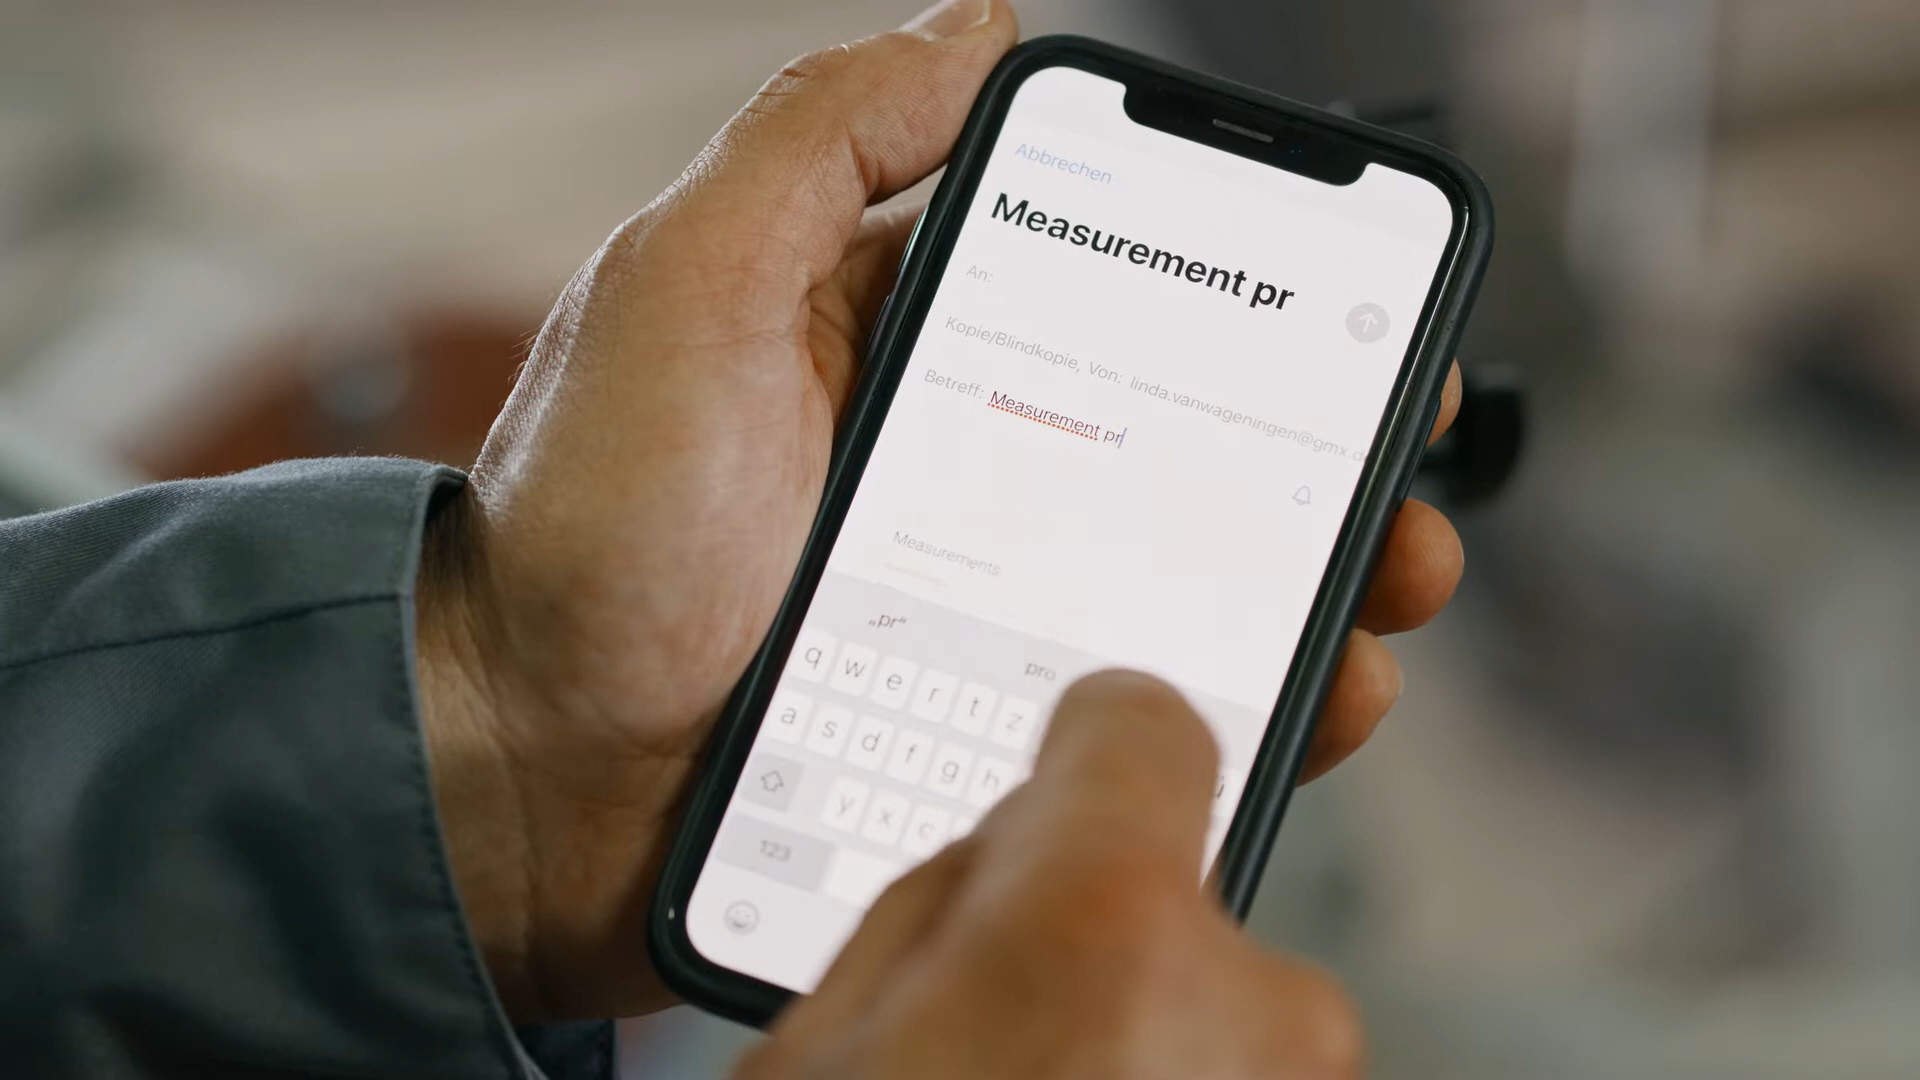 Abbrechen
Measurement pr
An:
Kopie/Blindkopie, Von: linda.vanwageningen@gmx.d
Betreff: Measurement pr
Measurements
„pr“ pro
q w e r t z
a s d f g h
y x c
123